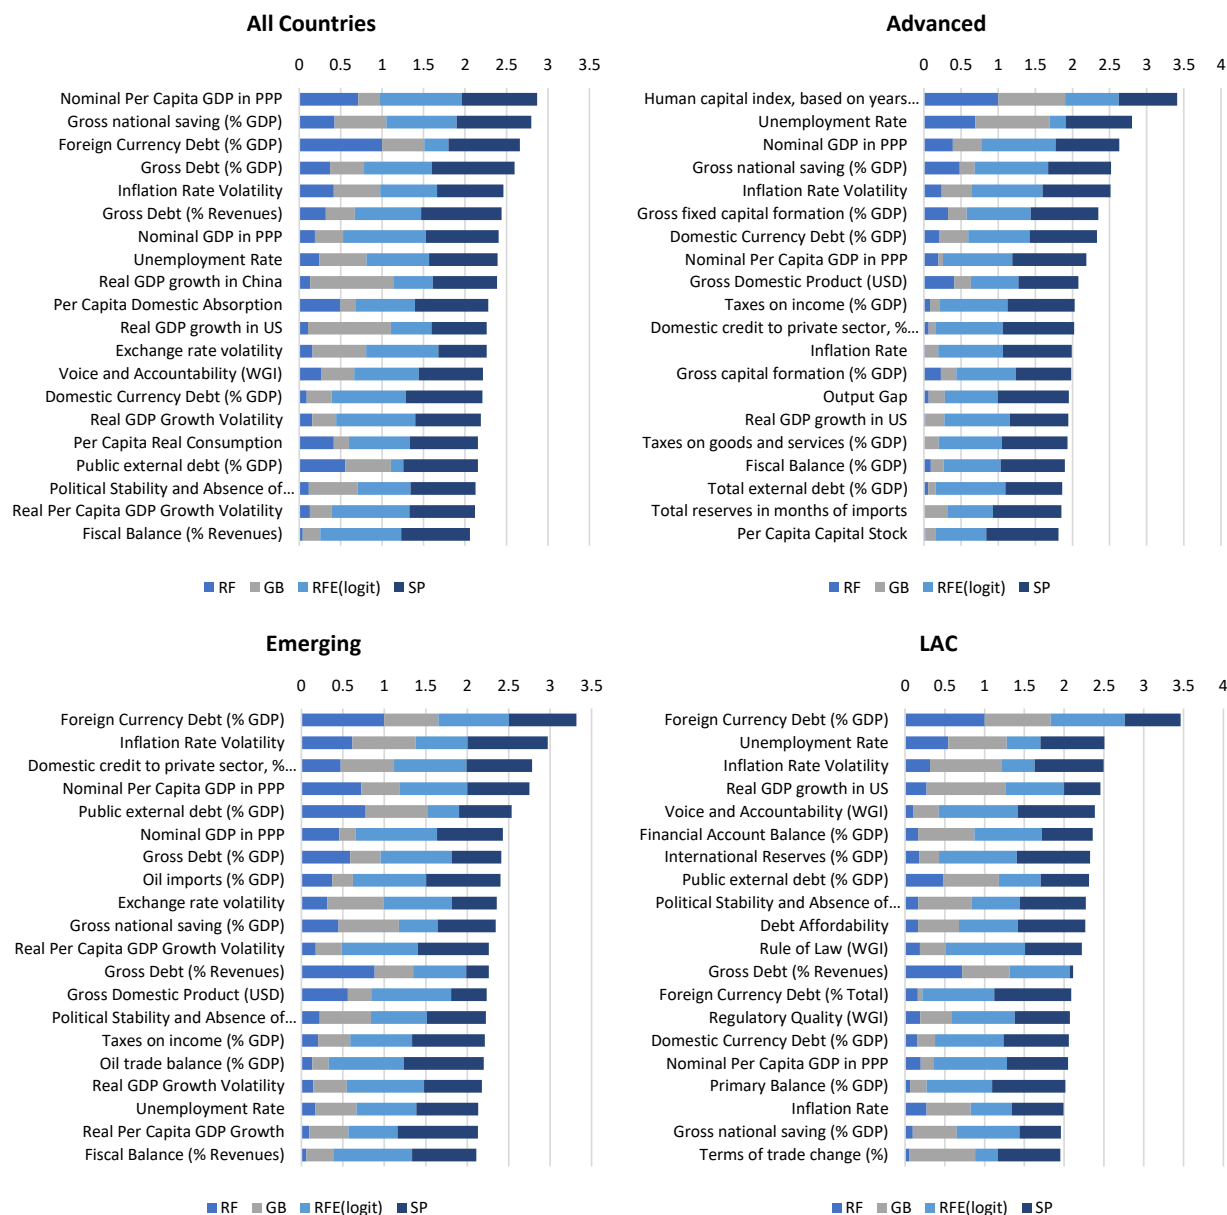 All Countries
0 0.5 1 1.5 2 2.5 3 3.5
Nominal Per Capita GDP in PPP
Gross national saving (% GDP)
Foreign Currency Debt (% GDP)
Gross Debt (% GDP)
Inflation Rate Volatility
Gross Debt (% Revenues)
Nominal GDP in PPP
Unemployment Rate
Real GDP growth in China
Per Capita Domestic Absorption
Real GDP growth in US
Exchange rate volatility
Voice and Accountability (WGI)
Domestic Currency Debt (% GDP)
Real GDP Growth Volatility
Per Capita Real Consumption
Public external debt (% GDP)
Political Stability and Absence of...
Real Per Capita GDP Growth Volatility
Fiscal Balance (% Revenues)
RF GB RFE(logit) SP
Advanced
0 0.5 1 1.5 2 2.5 3 3.5 4
Human capital index, based on years...
Unemployment Rate
Nominal GDP in PPP
Gross national saving (% GDP)
Inflation Rate Volatility
Gross fixed capital formation (% GDP)
Domestic Currency Debt (% GDP)
Nominal Per Capita GDP in PPP
Gross Domestic Product (USD)
Taxes on income (% GDP)
Domestic credit to private sector, %...
Inflation Rate
Gross capital formation (% GDP)
Output Gap
Real GDP growth in US
Taxes on goods and services (% GDP)
Fiscal Balance (% GDP)
Total external debt (% GDP)
Total reserves in months of imports
Per Capita Capital Stock
RF GB RFE(logit) SP
Emerging
0 0.5 1 1.5 2 2.5 3 3.5
Foreign Currency Debt (% GDP)
Inflation Rate Volatility
Domestic credit to private sector, %...
Nominal Per Capita GDP in PPP
Public external debt (% GDP)
Nominal GDP in PPP
Gross Debt (% GDP)
Oil imports (% GDP)
Exchange rate volatility
Gross national saving (% GDP)
Real Per Capita GDP Growth Volatility
Gross Debt (% Revenues)
Gross Domestic Product (USD)
Political Stability and Absence of...
Taxes on income (% GDP)
Oil trade balance (% GDP)
Real GDP Growth Volatility
Unemployment Rate
Real Per Capita GDP Growth
Fiscal Balance (% Revenues)
RF GB RFE(logit) SP
LAC
0 0.5 1 1.5 2 2.5 3 3.5 4
Foreign Currency Debt (% GDP)
Unemployment Rate
Inflation Rate Volatility
Real GDP growth in US
Voice and Accountability (WGI)
Financial Account Balance (% GDP)
International Reserves (% GDP)
Public external debt (% GDP)
Political Stability and Absence of...
Debt Affordability
Rule of Law (WGI)
Gross Debt (% Revenues)
Foreign Currency Debt (% Total)
Regulatory Quality (WGI)
Domestic Currency Debt (% GDP)
Nominal Per Capita GDP in PPP
Primary Balance (% GDP)
Inflation Rate
Gross national saving (% GDP)
Terms of trade change (%)
RF GB RFE(logit) SP